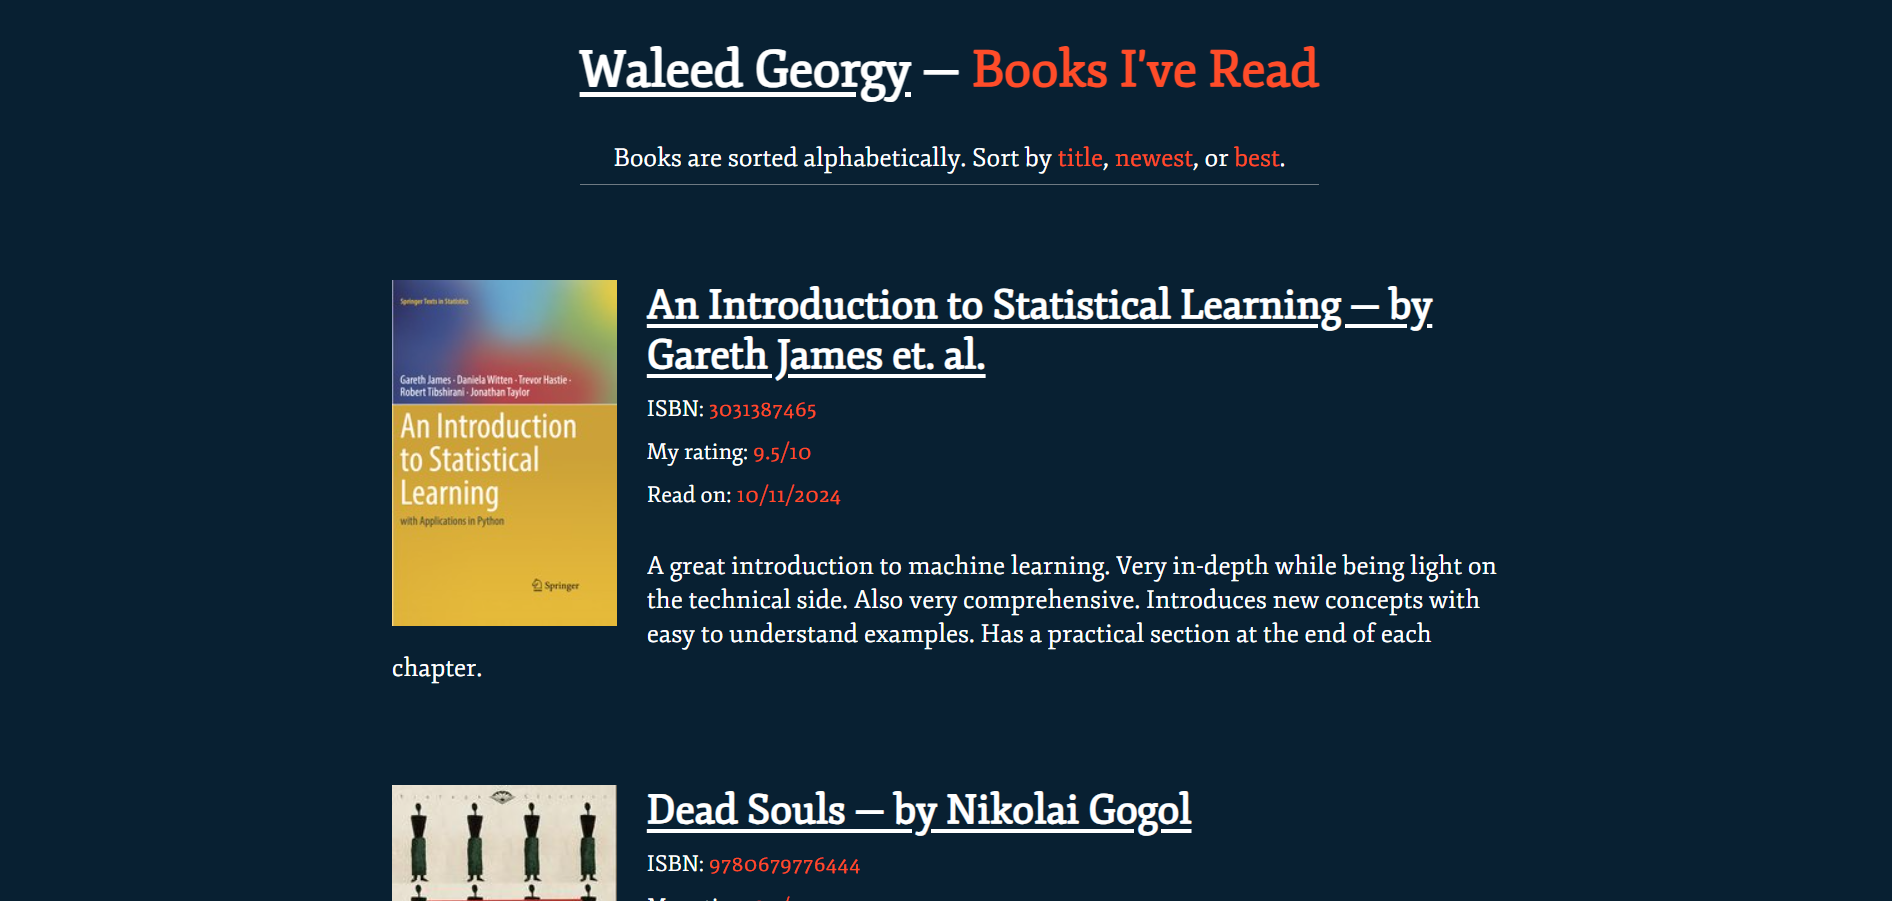 Waleed Georgy — Books I've Read
Books are sorted alphabetically. Sort by title, newest, or best.
Springer Texts in Statistics
Gareth James · Daniela Witten · Trevor Hastie ·
Robert Tibshirani · Jonathan Taylor
An Introduction
to Statistical
Learning
with Applications in Python
Springer
An Introduction to Statistical Learning — by
Gareth James et. al.
ISBN: 3031387465
My rating: 9.5/10
Read on: 10/11/2024
A great introduction to machine learning. Very in-depth while being light on
the technical side. Also very comprehensive. Introduces new concepts with
easy to understand examples. Has a practical section at the end of each
chapter.
Dead Souls — by Nikolai Gogol
ISBN: 9780679776444